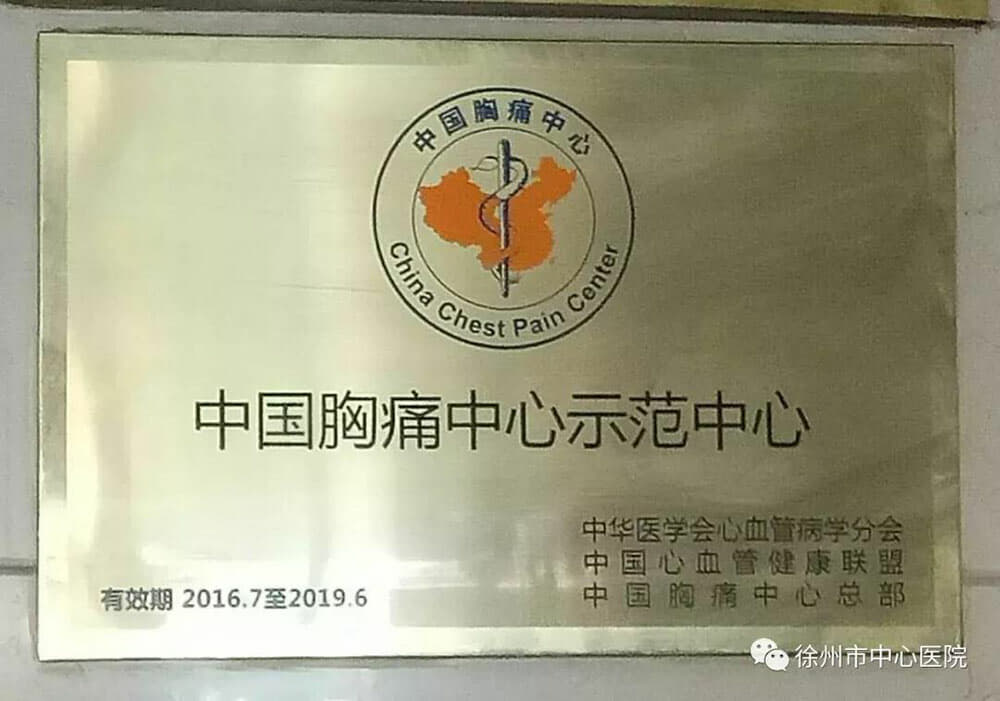 中国胸痛中心
China Chest Pain Center
中国胸痛中心示范中心
中华医学会心血管病学分会
中国心血管健康联盟
中国胸痛中心总部
有效期 2016.7至2019.6
徐州市中心医院